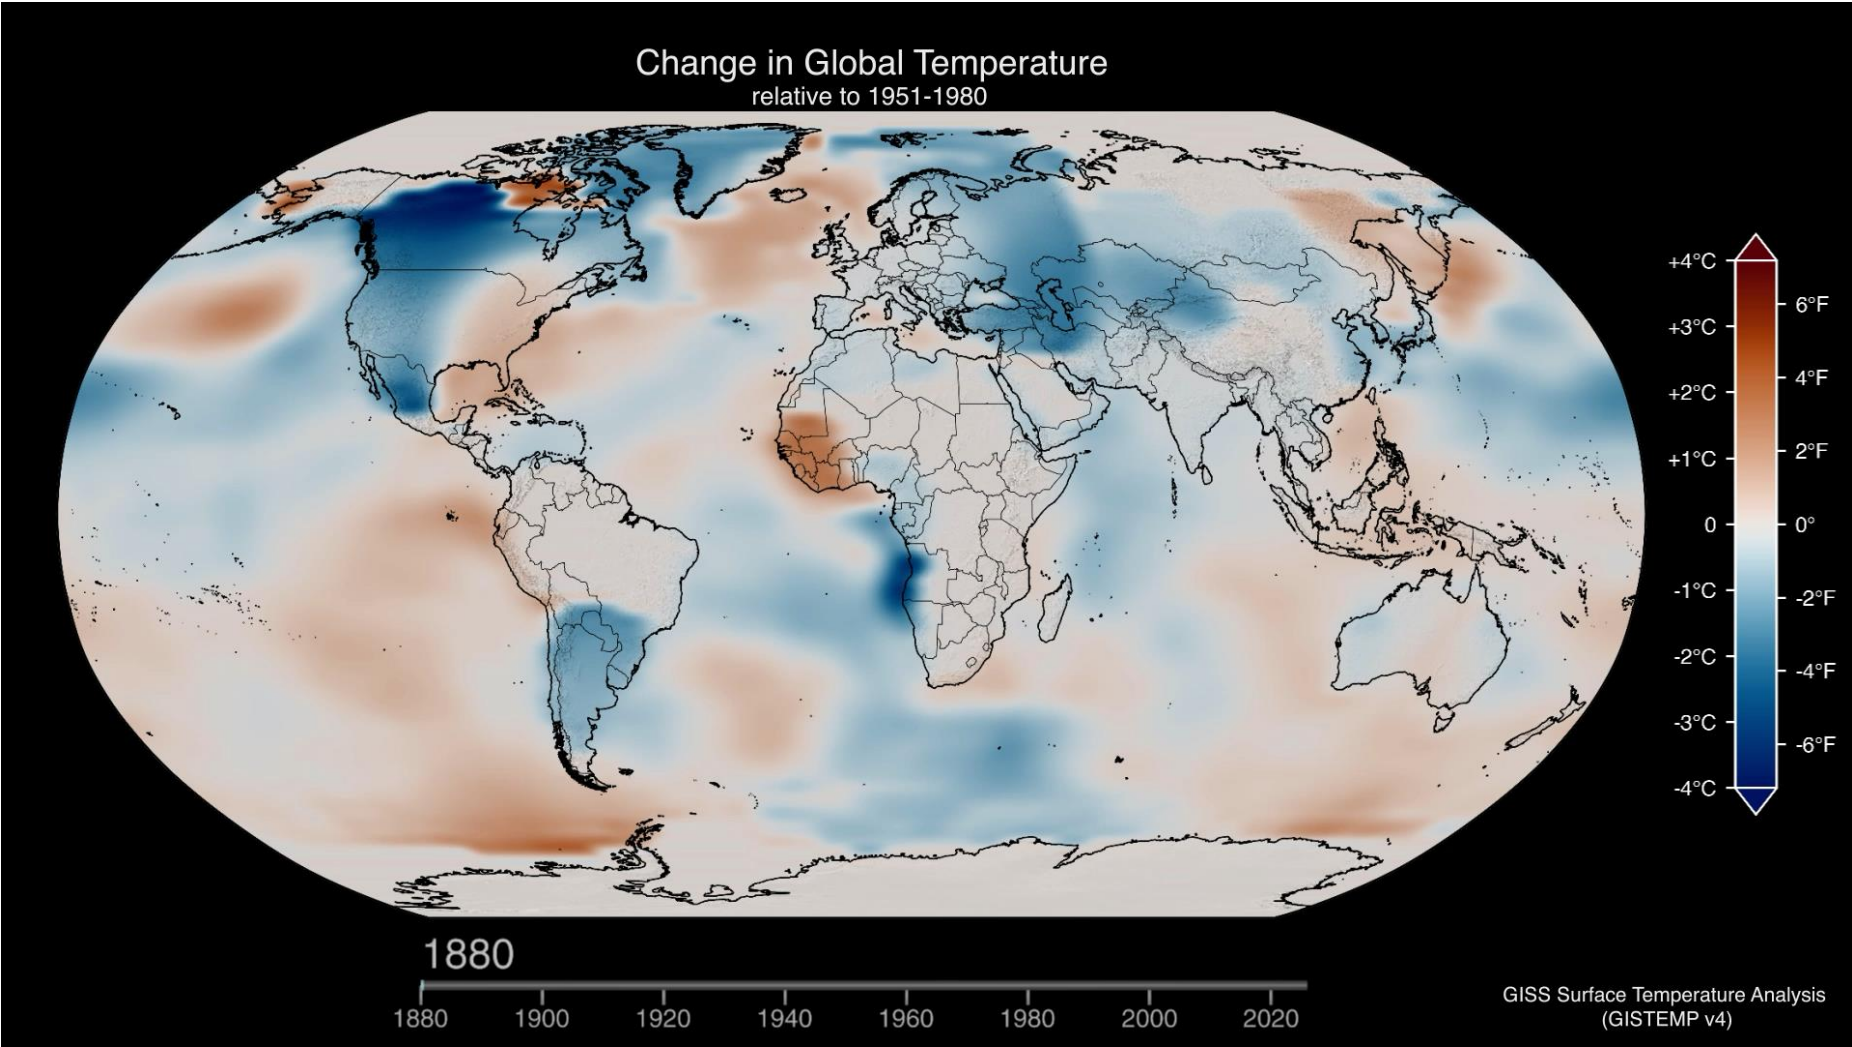 Change in Global Temperature
relative to 1951-1980
+4°C
+3°C
+2°C
+1°C
0
-1°C
-2°C
-3°C
-4°C
6°F
4°F
2°F
0°
-2°F
-4°F
-6°F
1880
1880 1900 1920 1940 1960 1980 2000 2020
GISS Surface Temperature Analysis
(GISTEMP v4)